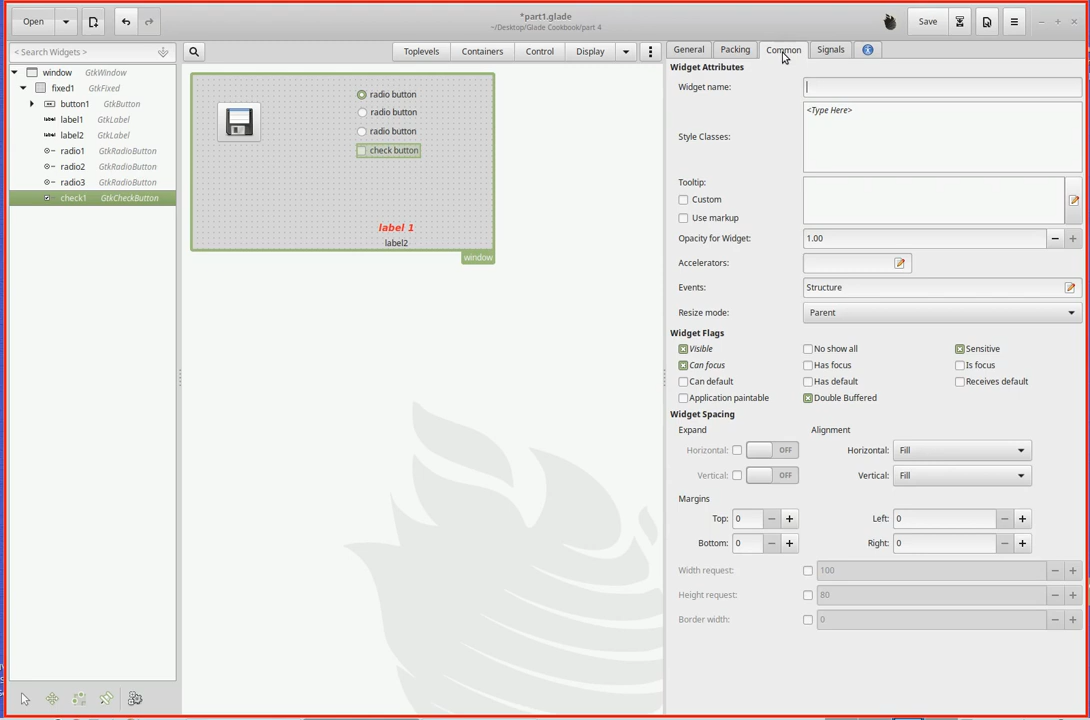 *part1.glade
~/Desktop/Glade Cookbook/part 4
Open
Save
< Search Widgets >
Toplevels
Containers
Control
Display
General
Packing
Common
Signals
window GtkWindow
fixed1 GtkFixed
button1 GtkButton
label1 GtkLabel
label2 GtkLabel
radio1 GtkRadioButton
radio2 GtkRadioButton
radio3 GtkRadioButton
check1 GtkCheckButton
radio button
radio button
radio button
check button
label 1
label2
window
Widget Attributes
Widget name:
Style Classes:
<Type Here>
Tooltip:
Custom
Use markup
Opacity for Widget: 1.00
Accelerators:
Events: Structure
Resize mode: Parent
Widget Flags
Visible No show all Sensitive
Can focus Has focus Is focus
Can default Has default Receives default
Application paintable Double Buffered
Widget Spacing
Expand Alignment
Horizontal: OFF Horizontal: Fill
Vertical: OFF Vertical: Fill
Margins
Top: 0 Left: 0
Bottom: 0 Right: 0
Width request: 100
Height request: 80
Border width: 0